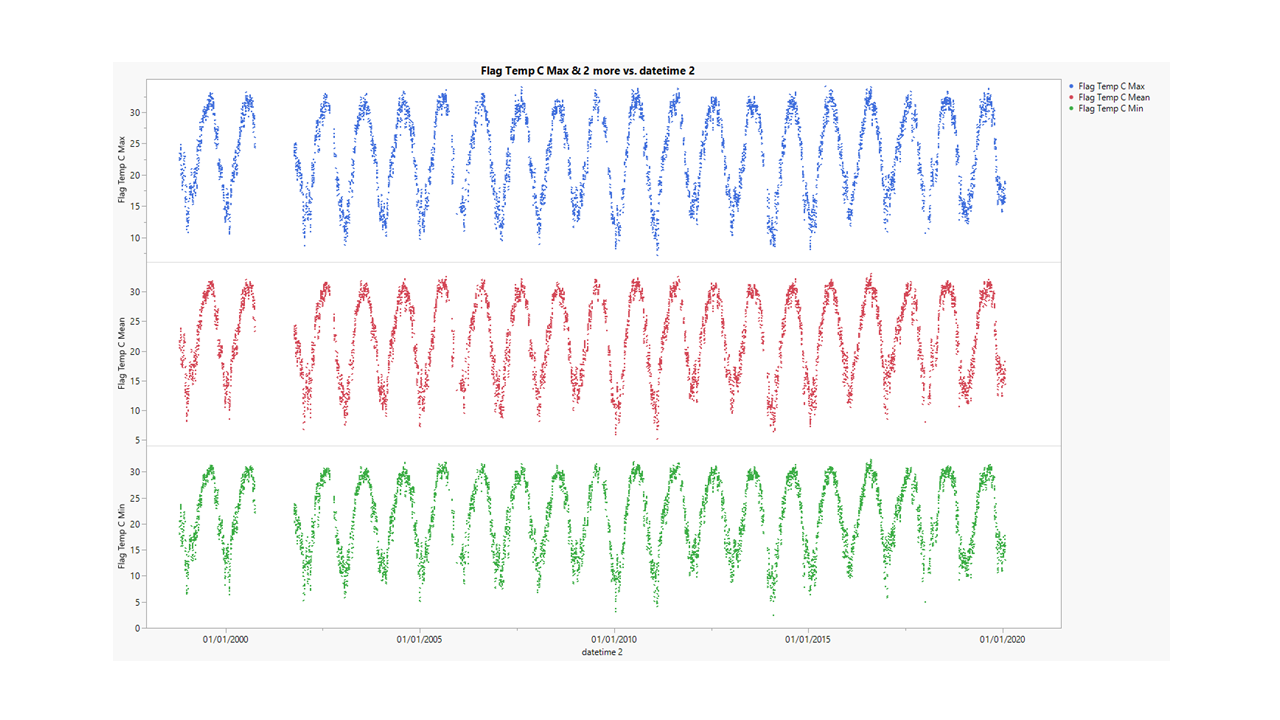 Flag Temp C Max & 2 more vs. datetime 2
Flag Temp C Max
Flag Temp C Mean
Flag Temp C Min
Flag Temp C Max
30
25
20
15
10
Flag Temp C Mean
30
25
20
15
10
5
Flag Temp C Min
30
25
20
15
10
5
0
01/01/2000 01/01/2005 01/01/2010 01/01/2015 01/01/2020
datetime 2